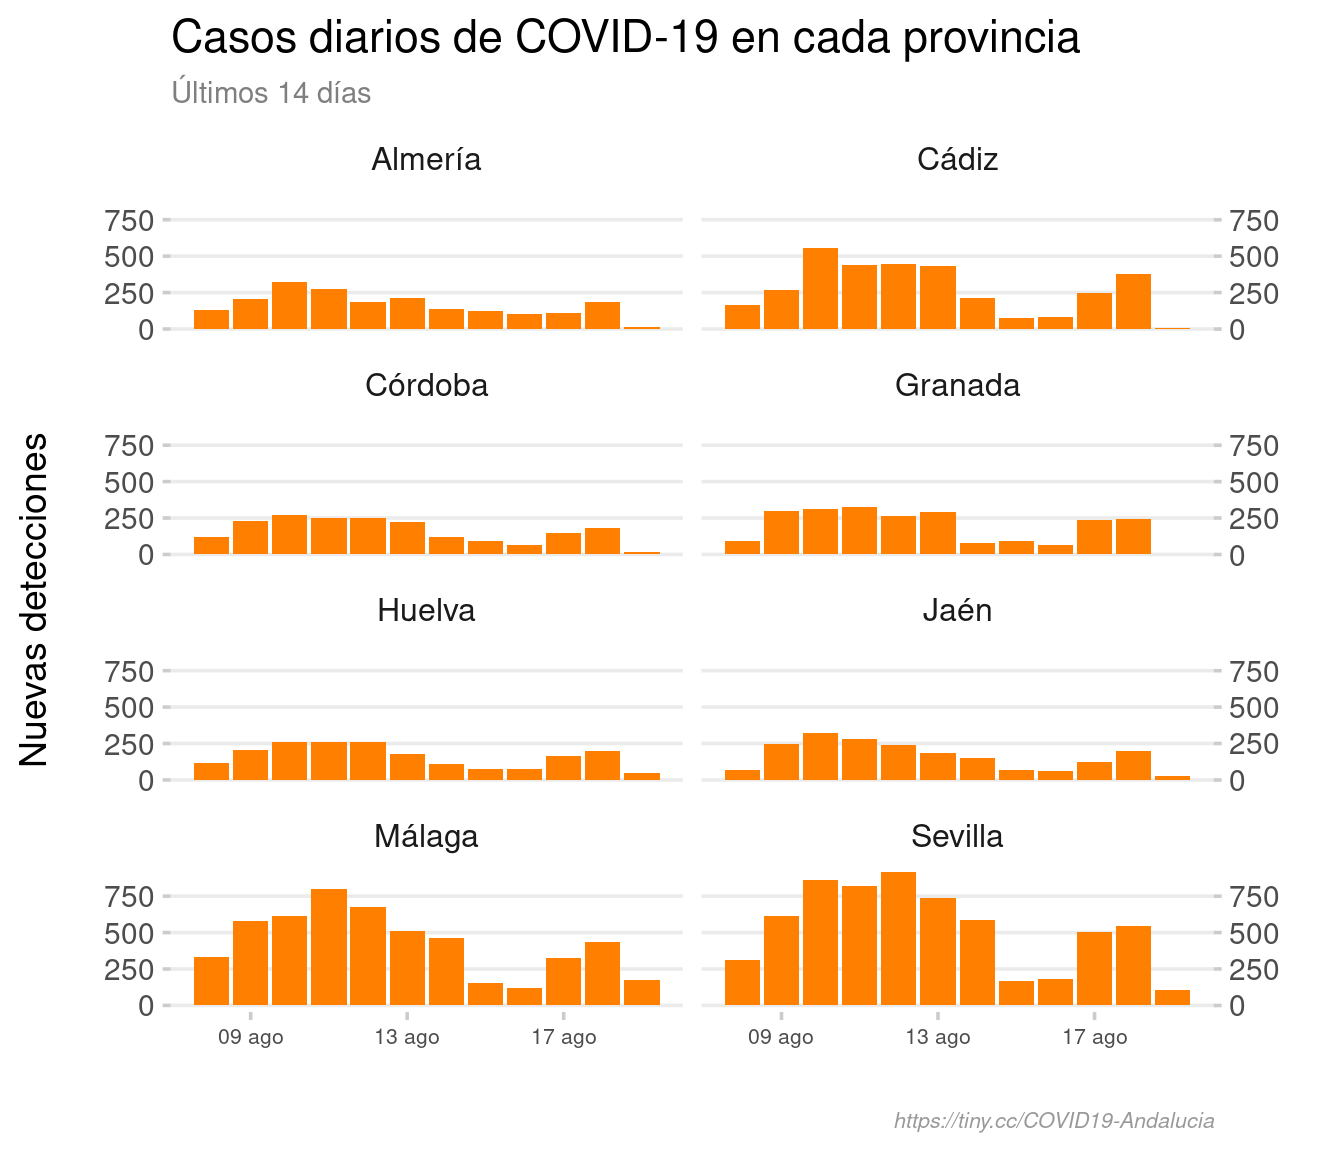 Casos diarios de COVID-19 en cada provincia
Últimos 14 días
Nuevas detecciones
Almería
Cádiz
750
500
250
0
750
500
250
0
Córdoba
Granada
750
500
250
0
750
500
250
0
Huelva
Jaén
750
500
250
0
750
500
250
0
Málaga
Sevilla
750
500
250
0
750
500
250
0
09 ago 13 ago 17 ago
09 ago 13 ago 17 ago
https://tiny.cc/COVID19-Andalucia